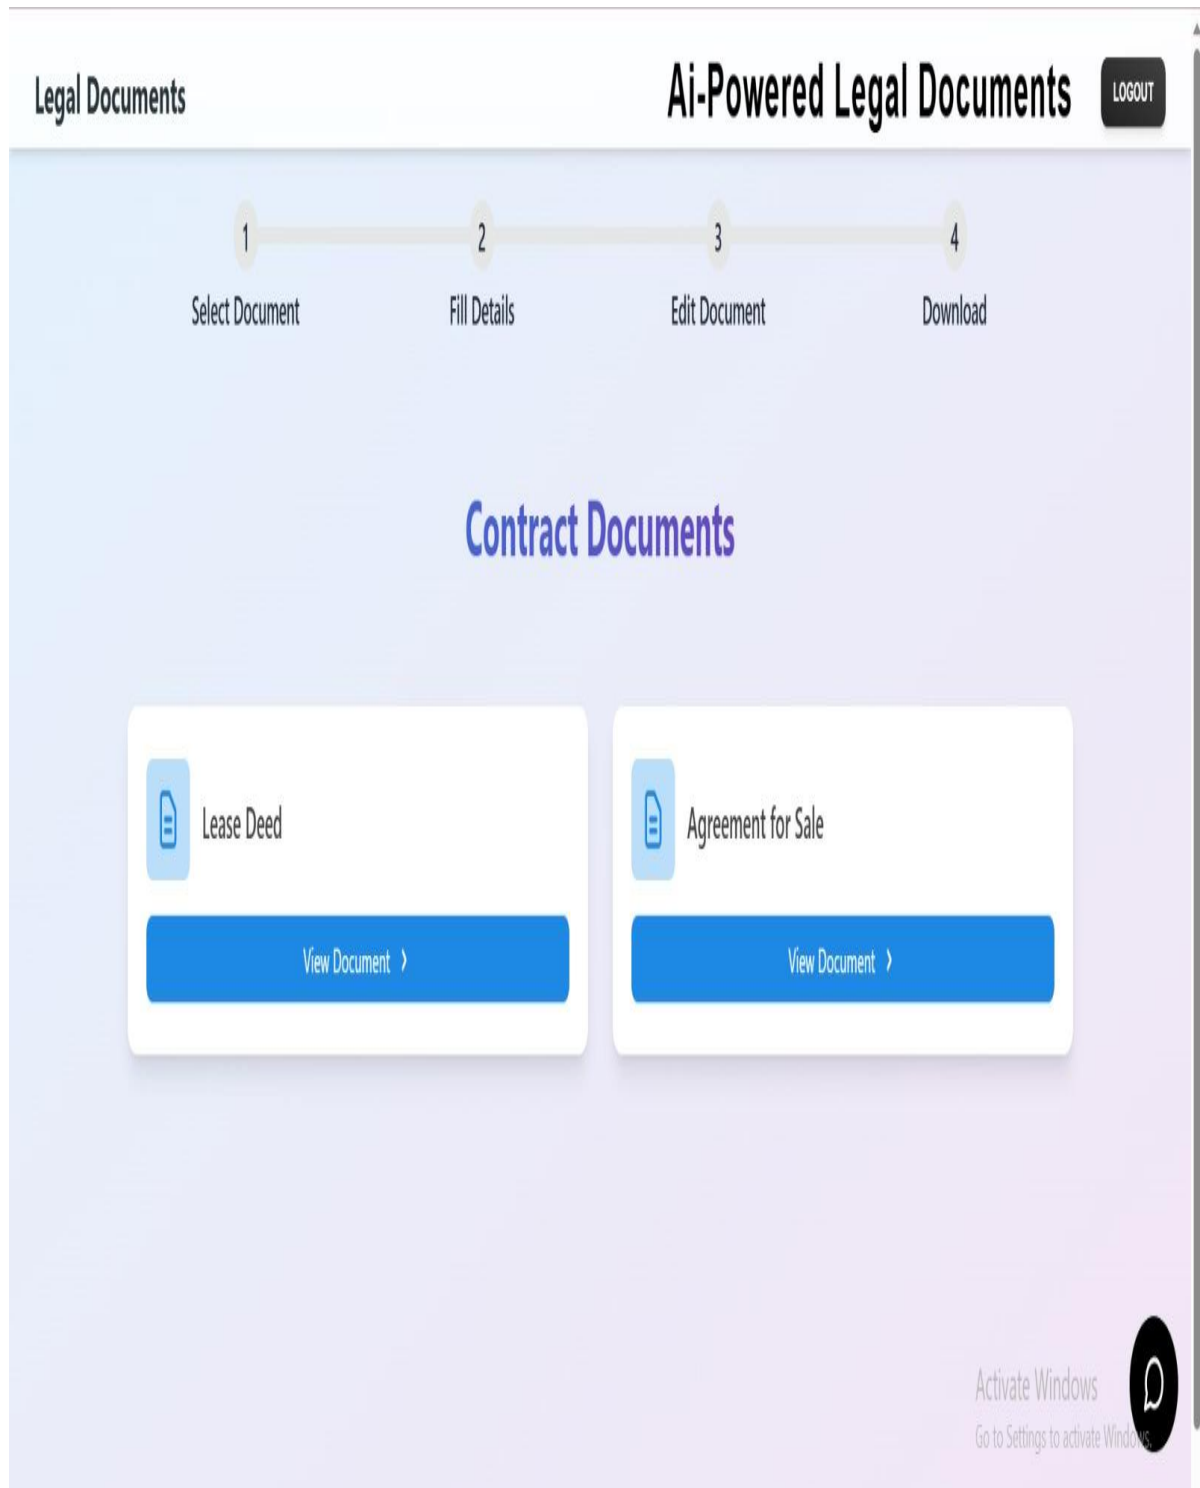 Legal Documents
Ai-Powered Legal Documents
LOGOUT
1
2
3
4
Select Document
Fill Details
Edit Document
Download
Contract Documents
Lease Deed
Agreement for Sale
View Document >
View Document >
Activate Windows
Go to Settings to activate Windows.